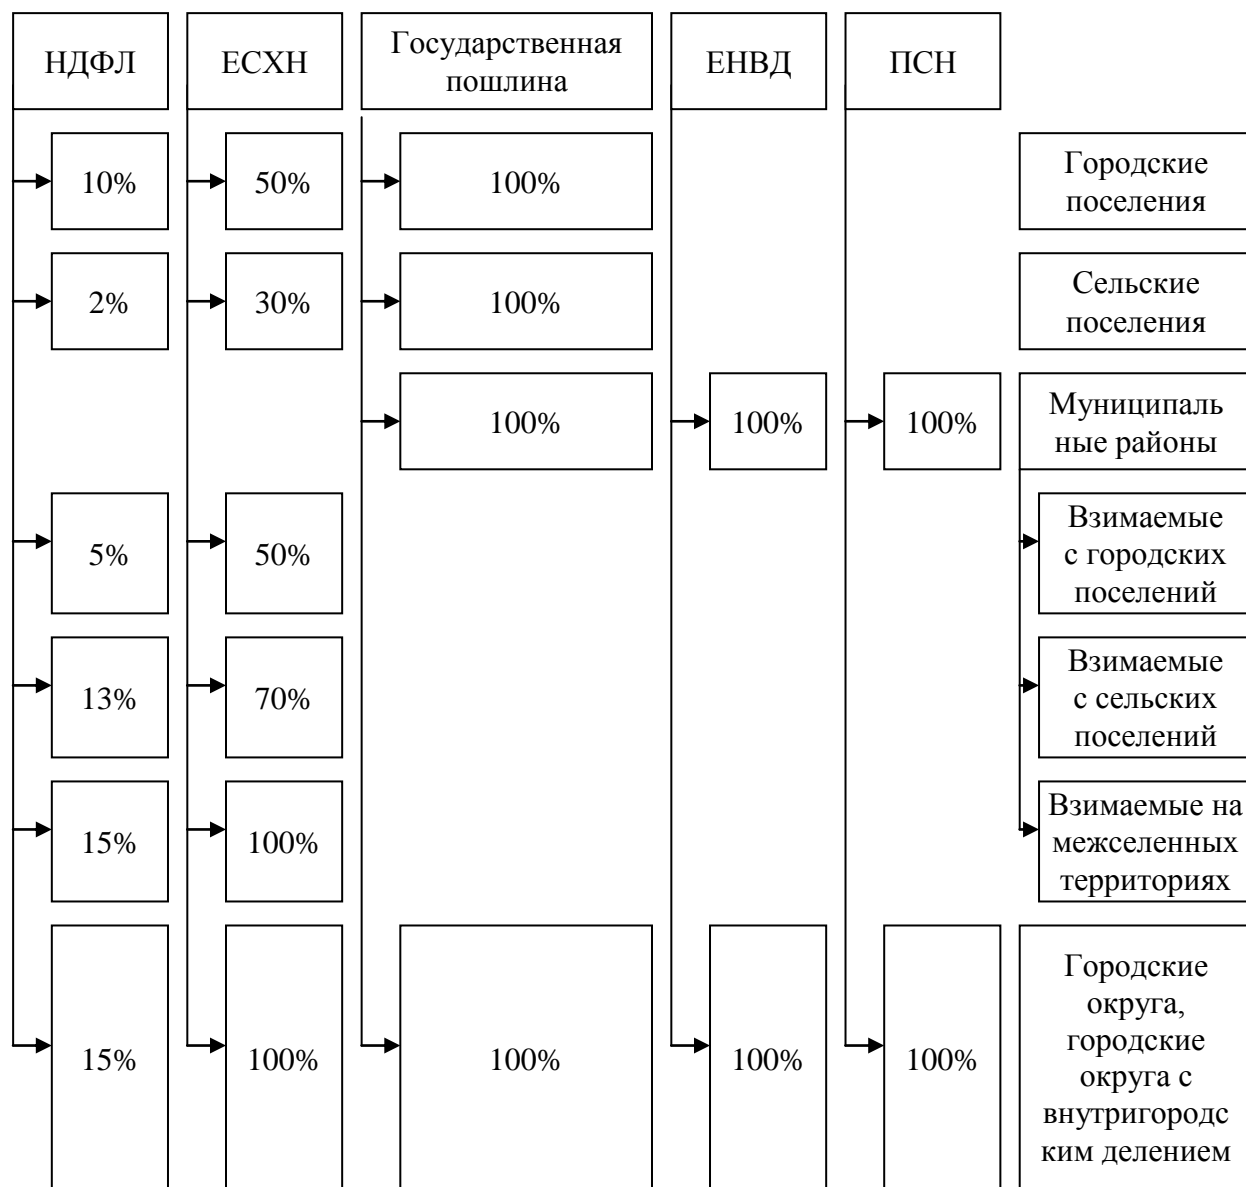 НДФЛ
ЕСХН
Государственная
пошлина
ЕНВД
ПСН
10%
50%
100%
Городские
поселения
2%
30%
100%
Сельские
поселения
100%
100%
100%
Муниципаль
ные районы
5%
50%
Взимаемые
с городских
поселений
13%
70%
Взимаемые
с сельских
поселений
15%
100%
Взимаемые на
межселенных
территориях
15%
100%
100%
100%
100%
Городские
округа,
городские
округа с
внутригородс
ким делением